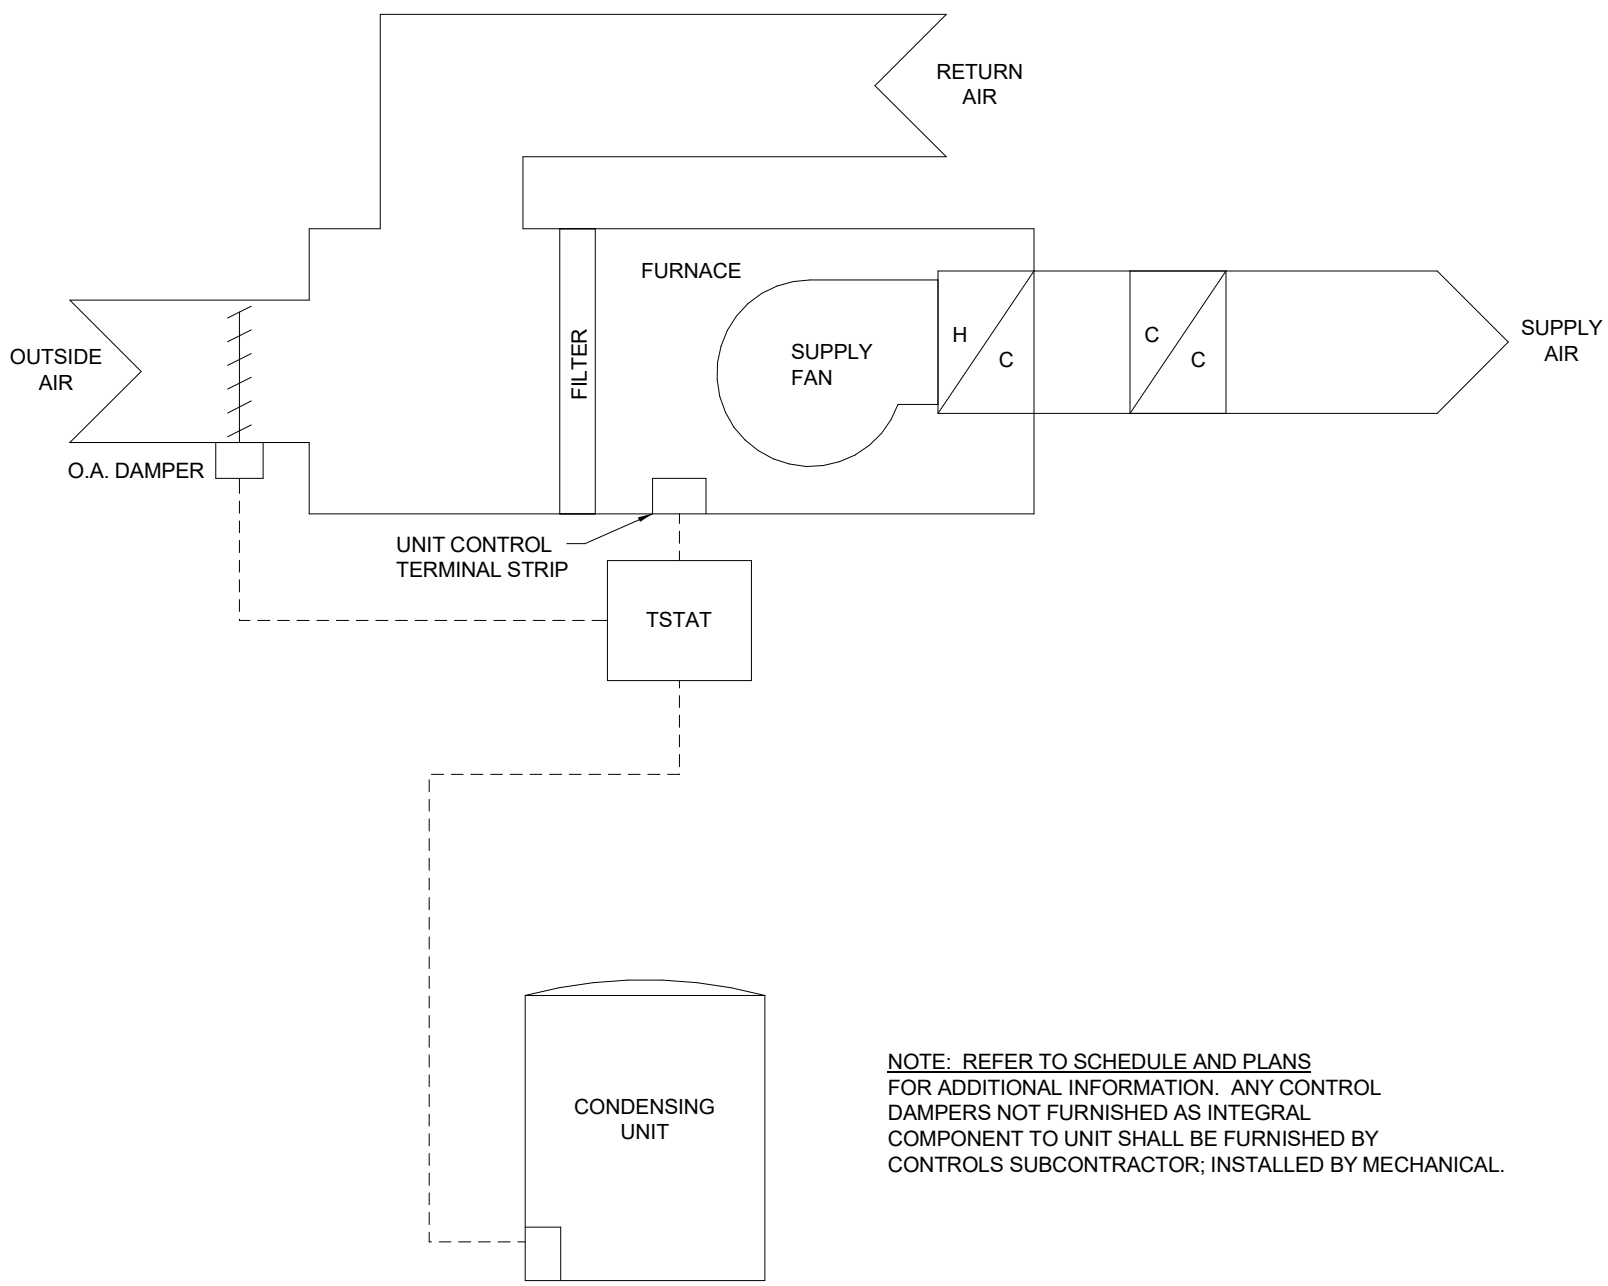 RETURN
AIR
FURNACE
OUTSIDE
AIR
FILTER
SUPPLY
FAN
H
C
C
C
SUPPLY
AIR
O.A. DAMPER
UNIT CONTROL
TERMINAL STRIP
TSTAT
CONDENSING
UNIT
NOTE:  REFER TO SCHEDULE AND PLANS
FOR ADDITIONAL INFORMATION.  ANY CONTROL
DAMPERS NOT FURNISHED AS INTEGRAL
COMPONENT TO UNIT SHALL BE FURNISHED BY
CONTROLS SUBCONTRACTOR; INSTALLED BY MECHANICAL.